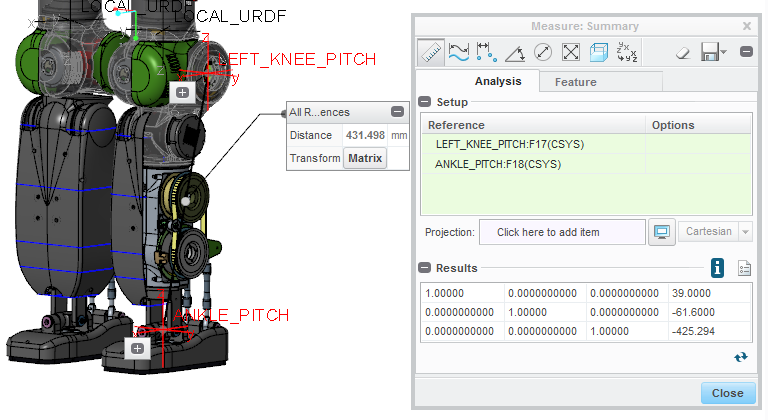 LOCAL_URDF
LOCAL_URDF
LEFT_KNEE_PITCH
y
ANKLE_PITCH
All R...ences
Distance 431.498 mm
Transform Matrix
Measure: Summary
Analysis Feature
Setup
Reference Options
LEFT_KNEE_PITCH:F17(CSYS)
ANKLE_PITCH:F18(CSYS)
Projection: Click here to add item Cartesian
Results
1.00000 0.0000000000 0.0000000000 39.0000
0.0000000000 1.00000 0.0000000000 -61.6000
0.0000000000 0.0000000000 1.00000 -425.294
Close